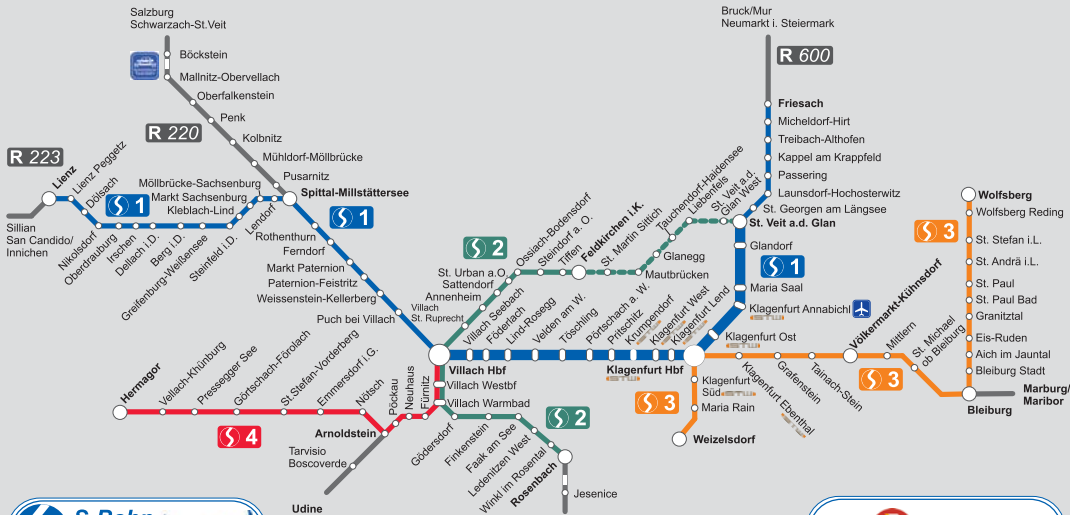 Salzburg
Schwarzach-St.Veit
Böckstein
Mallnitz-Obervellach
Oberfalkenstein
Penk
R 220
Kolbnitz
Mühldorf-Möllbrücke
Pusarnitz
Spittal-Millstättersee
R 223
Lienz
Lienz Peggetz
Dölsach
S 1
Sillian
San Candido/
Innichen
Nikolsdorf
Oberdrauburg
Irschen
Dellach i.D.
Berg i.D.
Greifenburg-Weißensee
Steinfeld i.D.
Kleblach-Lind
Markt Sachsenburg
Möllbrücke-Sachsenburg
Lendorf
S 1
Rothenthurn
Ferndorf
Markt Paternion
Paternion-Feistritz
Weissenstein-Kellerberg
Puch bei Villach
Villach Hbf
S 2
Villach
St. Ruprecht
Annenheim
Sattendorf
St. Urban a.O.
Ossiach-Bodensdorf
Steindorf a. O.
Tiffen
Feldkirchen i.K.
St. Martin Sittich
Mautbrücken
Glanegg
Tauchendorf-Haidensee
Liebenfels
St. Veit a.d.
Glan West
St. Veit a.d. Glan
Bruck/Mur
Neumarkt i. Steiermark
R 600
Friesach
Micheldorf-Hirt
Treibach-Althofen
Kappel am Krappfeld
Passering
Launsdorf-Hochosterwitz
St. Georgen am Längsee
Glandorf
S 1
Maria Saal
Klagenfurt Annabichl
Villach Seebach
Föderlach
Lind-Rosegg
Velden am W.
Töschling
Pörtschach a. W.
Pritschitz
Krumpendorf
Klagenfurt West
Klagenfurt Lend
Klagenfurt Hbf
Klagenfurt Ost
Klagenfurt Ebenthal
Grafenstein
Tainach-Stein
Völkermarkt-Kühnsdorf
Mittlern
St. Michael
ob Bleiburg
S 3
Bleiburg
Marburg/
Maribor
Wolfsberg
Wolfsberg Reding
S 3
St. Stefan i.L.
St. Andrä i.L.
St. Paul
St. Paul Bad
Granitztal
Eis-Ruden
Aich im Jauntal
Bleiburg Stadt
S 3
Klagenfurt
Süd
Maria Rain
Weizelsdorf
Hermagor
Vellach-Khünburg
Pressegger See
Görtschach-Förolach
St.Stefan-Vorderberg
Emmersdorf i.G.
Nötsch
S 4
Arnoldstein
Pöckau
Neuhaus
Fürnitz
Tarvisio
Boscoverde
Udine
Villach Westbf
Villach Warmbad
S 2
Gödersdorf
Finkenstein
Faak am See
Ledenitzen West
Winkl im Rosental
Rosenbach
Jesenice
S-Bahn